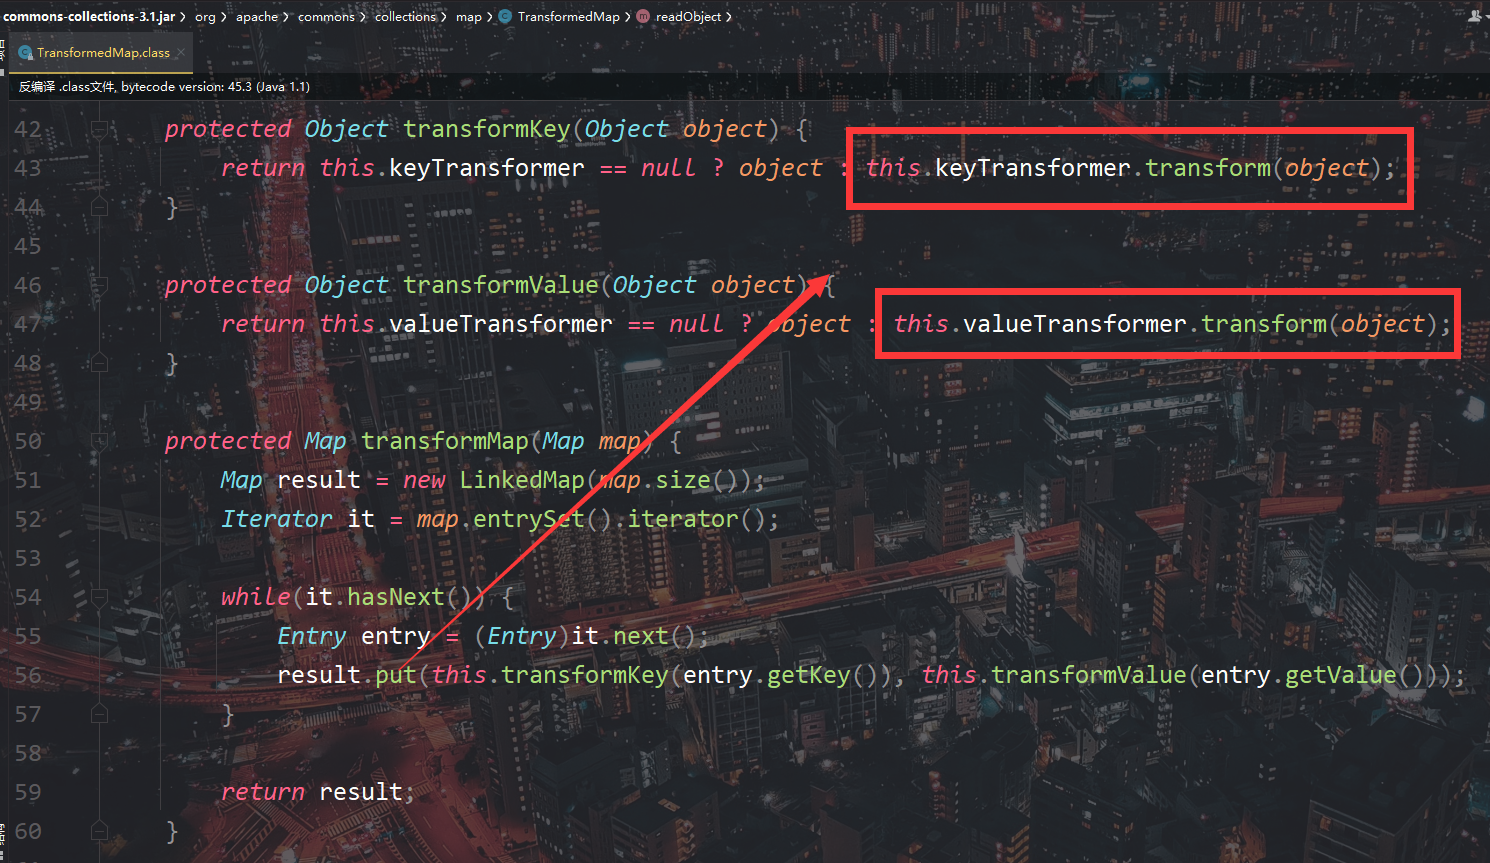 commons-collections-3.1.jar > org > apache > commons > collections > map > TransformedMap > readObject >
TransformedMap.class
反编译 .class文件, bytecode version: 45.3 (Java 1.1)
42 protected Object transformKey(Object object) {
43 return this.keyTransformer == null ? object : this.keyTransformer.transform(object);
44 }
45
46 protected Object transformValue(Object object) {
47 return this.valueTransformer == null ? object : this.valueTransformer.transform(object);
48 }
49
50 protected Map transformMap(Map map) {
51 Map result = new LinkedMap(map.size());
52 Iterator it = map.entrySet().iterator();
53
54 while(it.hasNext()) {
55 Entry entry = (Entry)it.next();
56 result.put(this.transformKey(entry.getKey()), this.transformValue(entry.getValue()));
57 }
58
59 return result;
60 }